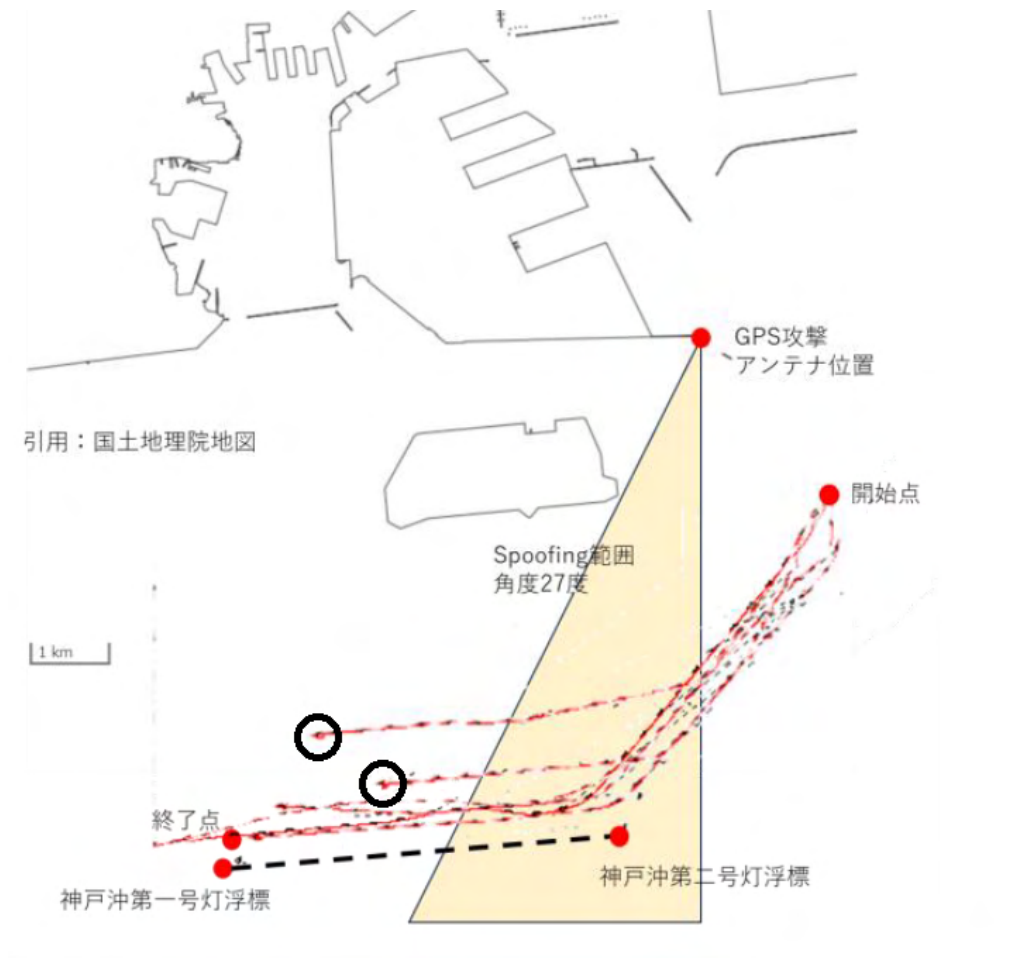 GPS攻撃
アンテナ位置
引用：国土地理院地図
開始点
Spoofing範囲
角度27度
1 km
終了点
神戸沖第二号灯浮標
神戸沖第一号灯浮標